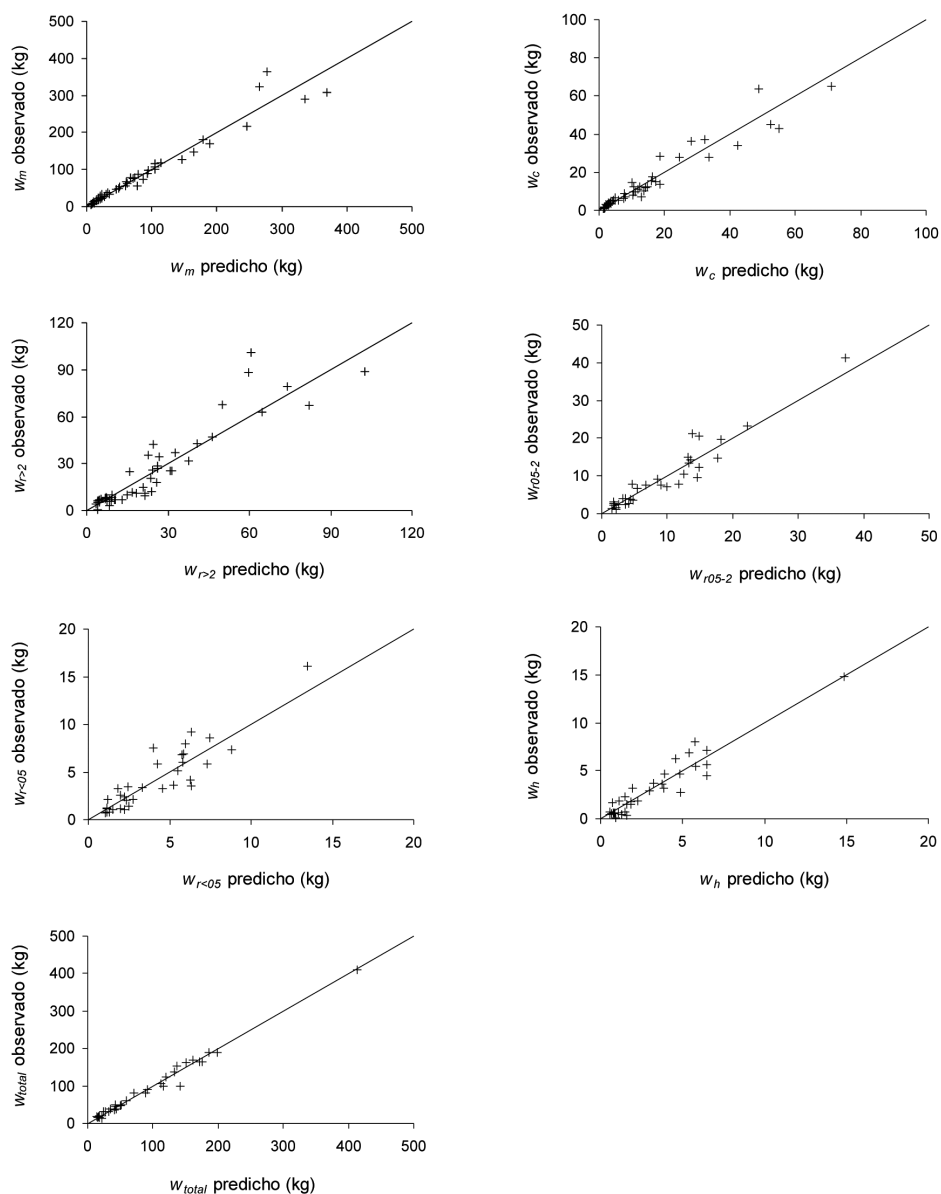 w_m observado (kg)
500
400
300
200
100
0
0 100 200 300 400 500
w_m predicho (kg)
w_c observado (kg)
100
80
60
40
20
0
0 20 40 60 80 100
w_c predicho (kg)
w_r>2 observado (kg)
120
90
60
30
0
0 30 60 90 120
w_r>2 predicho (kg)
w_r05-2 observado (kg)
50
40
30
20
10
0
0 10 20 30 40 50
w_r05-2 predicho (kg)
w_r<05 observado (kg)
20
15
10
5
0
0 5 10 15 20
w_r<05 predicho (kg)
w_h observado (kg)
20
15
10
5
0
0 5 10 15 20
w_h predicho (kg)
w_total observado (kg)
500
400
300
200
100
0
0 100 200 300 400 500
w_total predicho (kg)